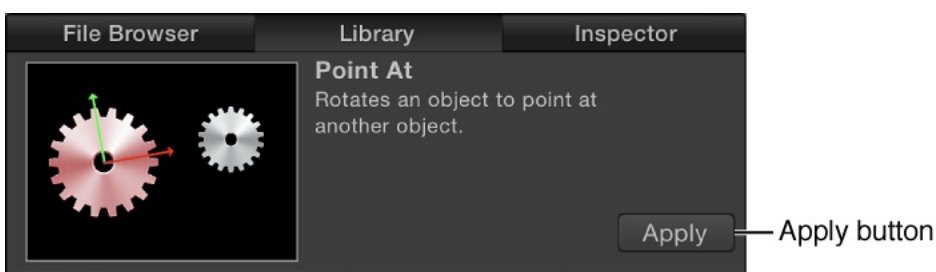 File Browser Library Inspector
Point At
Rotates an object to point at
another object.
Apply
Apply button